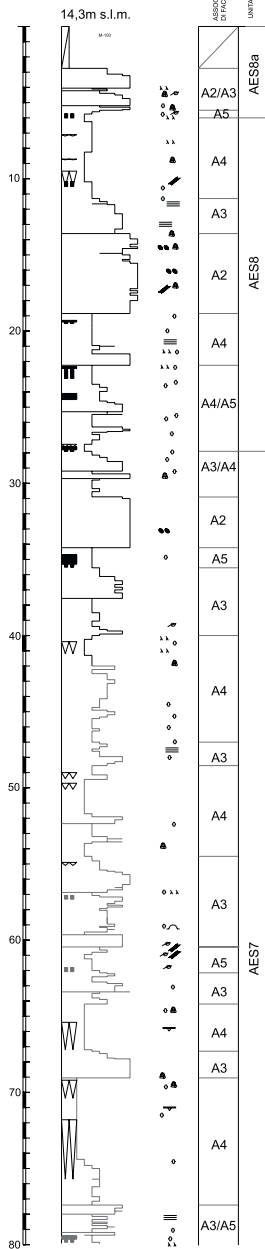 14,3m s.l.m.
M-100
ASSOC
DI FAC
UNITA
AES8a
A2/A3
A5
A4
10
A3
AES8
A2
20
A4
A4/A5
A3/A4
30
A2
A5
A3
40
A4
A3
50
A4
A3
60
AES7
A5
A3
A4
A3
70
A4
A3/A5
80